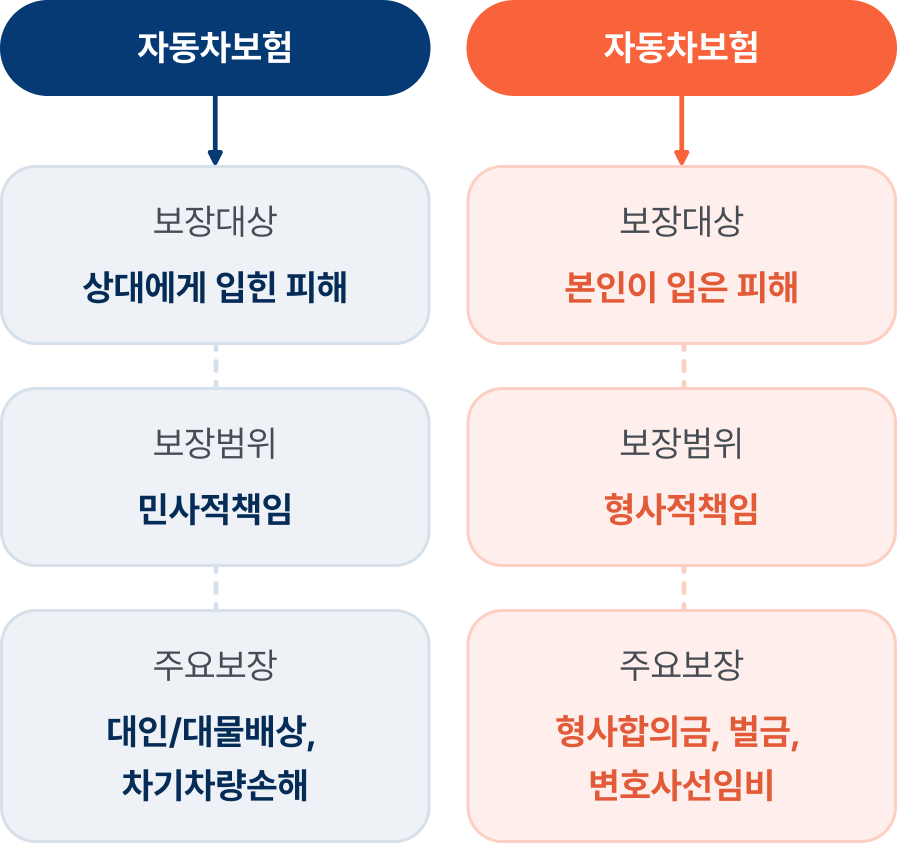 자동차보험
보장대상
상대에게 입힌 피해
보장범위
민사적책임
주요보장
대인/대물배상,
차기차량손해
자동차보험
보장대상
본인이 입은 피해
보장범위
형사적책임
주요보장
형사합의금, 벌금,
변호사선임비